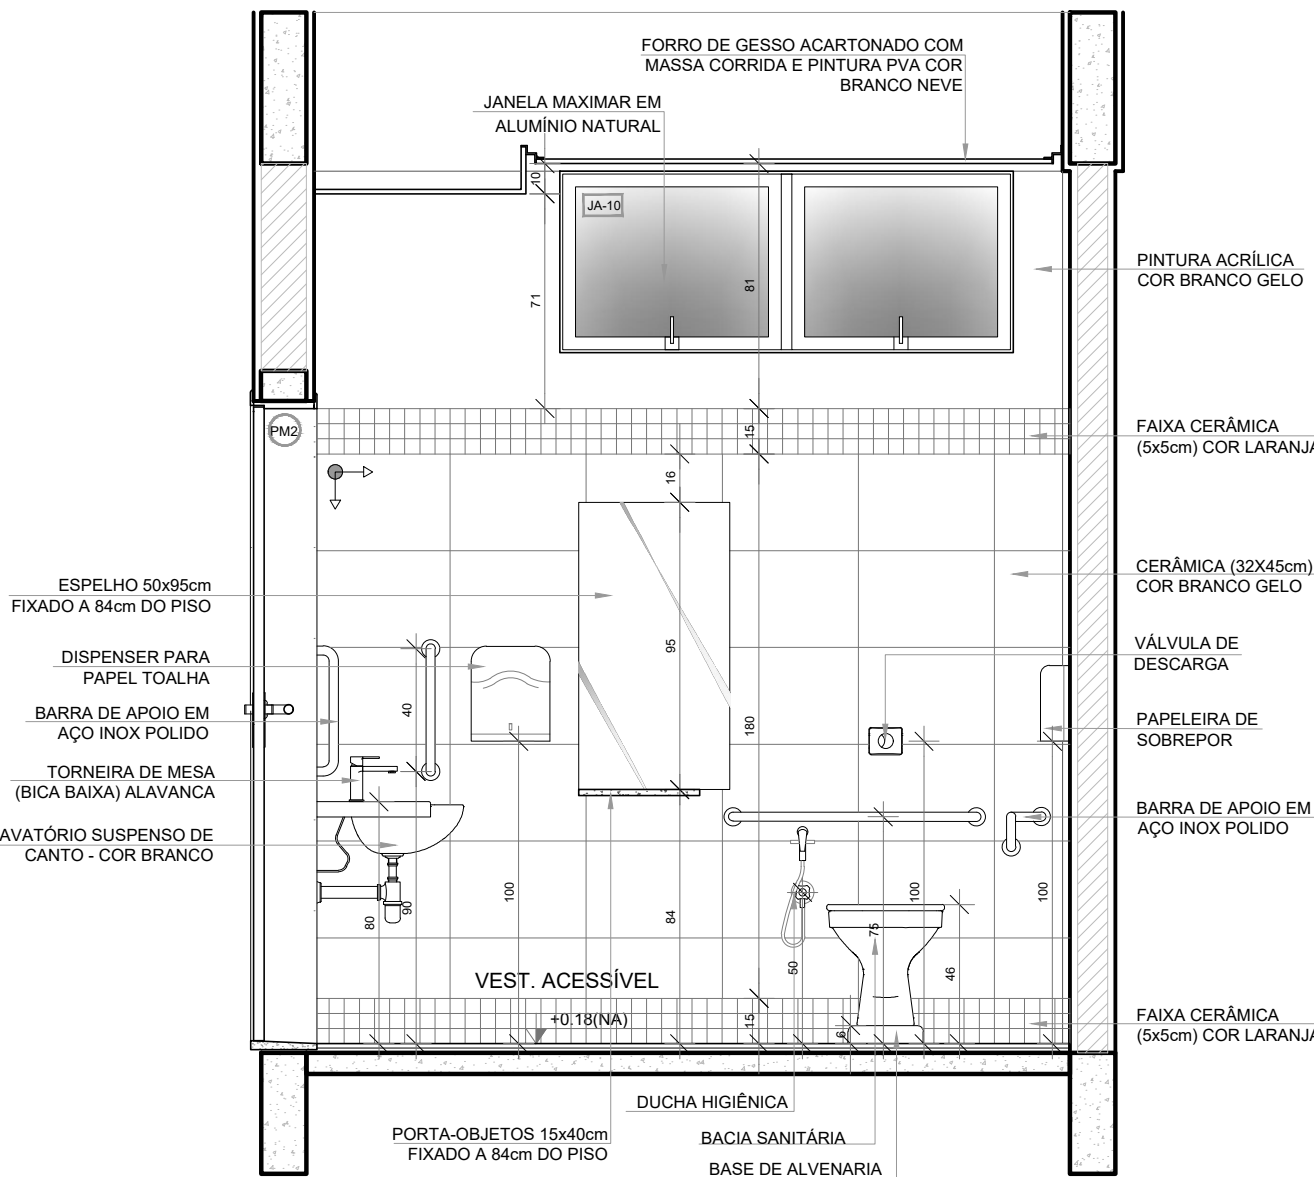 FORRO DE GESSO ACARTONADO COM
MASSA CORRIDA E PINTURA PVA COR
BRANCO NEVE
JANELA MAXIMAR EM
ALUMÍNIO NATURAL
10
JA-10
71
81
PINTURA ACRÍLICA
COR BRANCO GELO
PM2
15
FAIXA CERÂMICA
(5x5cm) COR LARANJA
16
ESPELHO 50x95cm
FIXADO A 84cm DO PISO
CERÂMICA (32X45cm)
COR BRANCO GELO
95
DISPENSER PARA
PAPEL TOALHA
VÁLVULA DE
DESCARGA
40
180
BARRA DE APOIO EM
AÇO INOX POLIDO
PAPELEIRA DE
SOBREPOR
TORNEIRA DE MESA
(BICA BAIXA) ALAVANCA
BARRA DE APOIO EM
AÇO INOX POLIDO
AVATÓRIO SUSPENSO DE
CANTO - COR BRANCO
80
90
100
84
50
75
100
46
100
VEST. ACESSÍVEL
+0.18(NA)
15
6
FAIXA CERÂMICA
(5x5cm) COR LARANJA
DUCHA HIGIÊNICA
PORTA-OBJETOS 15x40cm
FIXADO A 84cm DO PISO
BACIA SANITÁRIA
BASE DE ALVENARIA